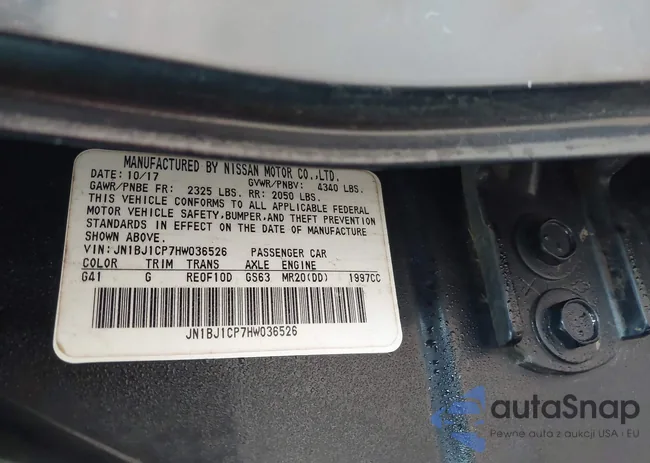 MANUFACTURED BY NISSAN MOTOR CO.,LTD.
DATE: 10/17 GVWR/PNBV: 4340 LBS.
GAWR/PNBE FR: 2325 LBS. RR: 2050 LBS.
THIS VEHICLE CONFORMS TO ALL APPLICABLE FEDERAL
MOTOR VEHICLE SAFETY, BUMPER, AND THEFT PREVENTION
STANDARDS IN EFFECT ON THE DATE OF MANUFACTURE
SHOWN ABOVE.
VIN: JN1BJ1CP7HW036526 PASSENGER CAR
COLOR TRIM TRANS AXLE ENGINE
G41 G RE0F10D GS63 MR20(DD) 1997CC
JN1BJ1CP7HW036526
autaSnap
Pewne auta z aukcji USA i EU